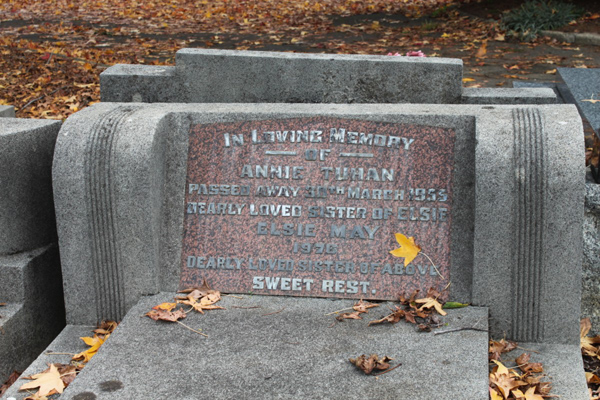 IN LOVING MEMORY
OF
ANNIE TUHAN
PASSED AWAY 30TH MARCH 1955
DEARLY LOVED SISTER OF ELSIE
ELSIE MAY
DEARLY LOVED SISTER OF ABOVE
SWEET REST.